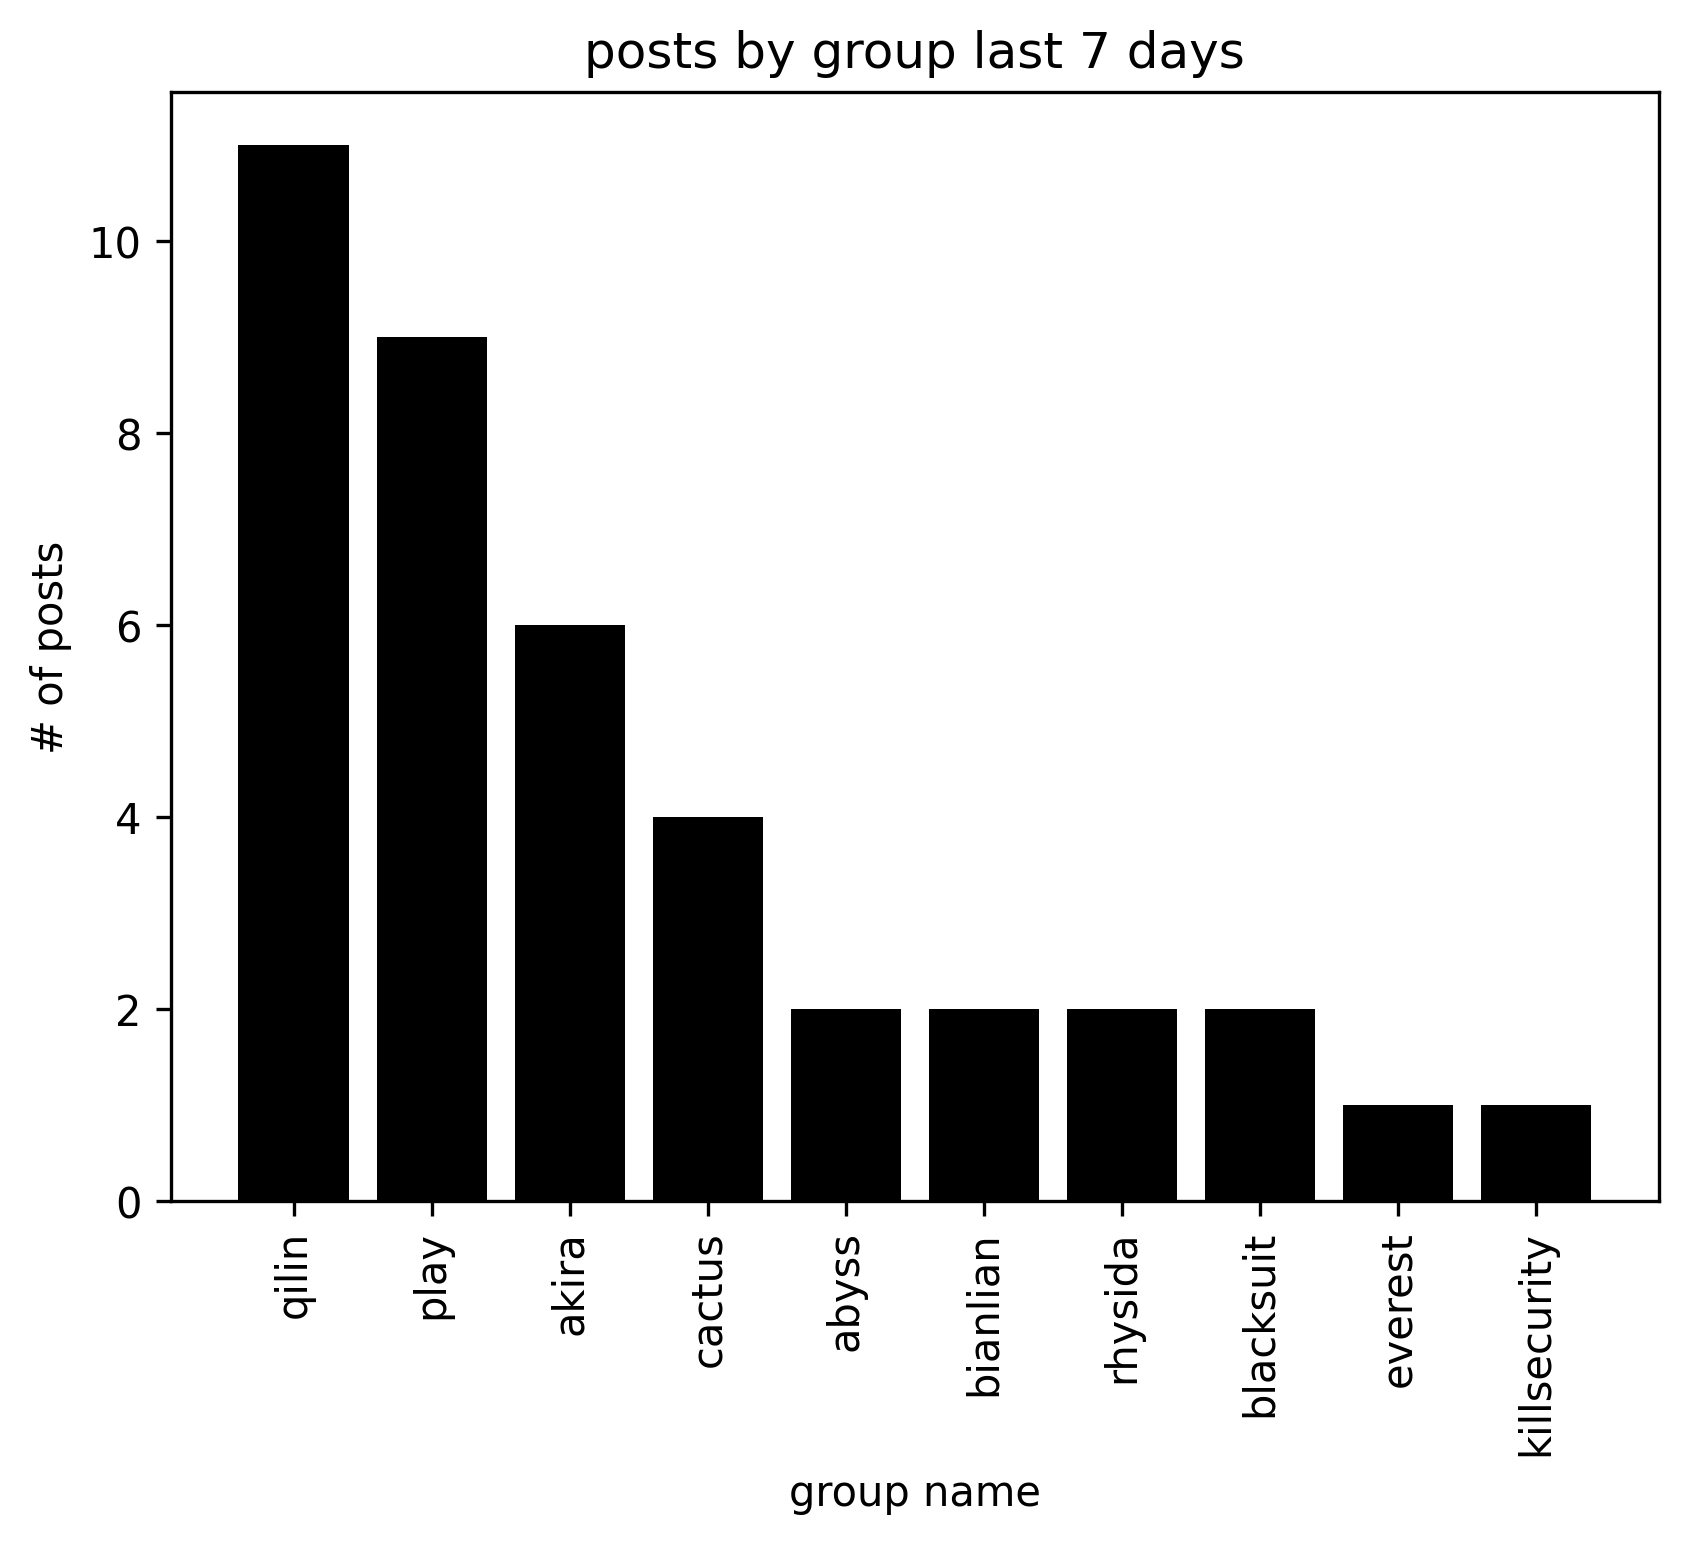 posts by group last 7 days
# of posts
10
8
6
4
2
0
qilin
play
akira
cactus
abyss
bianlian
rhysida
blacksuit
everest
killsecurity
group name